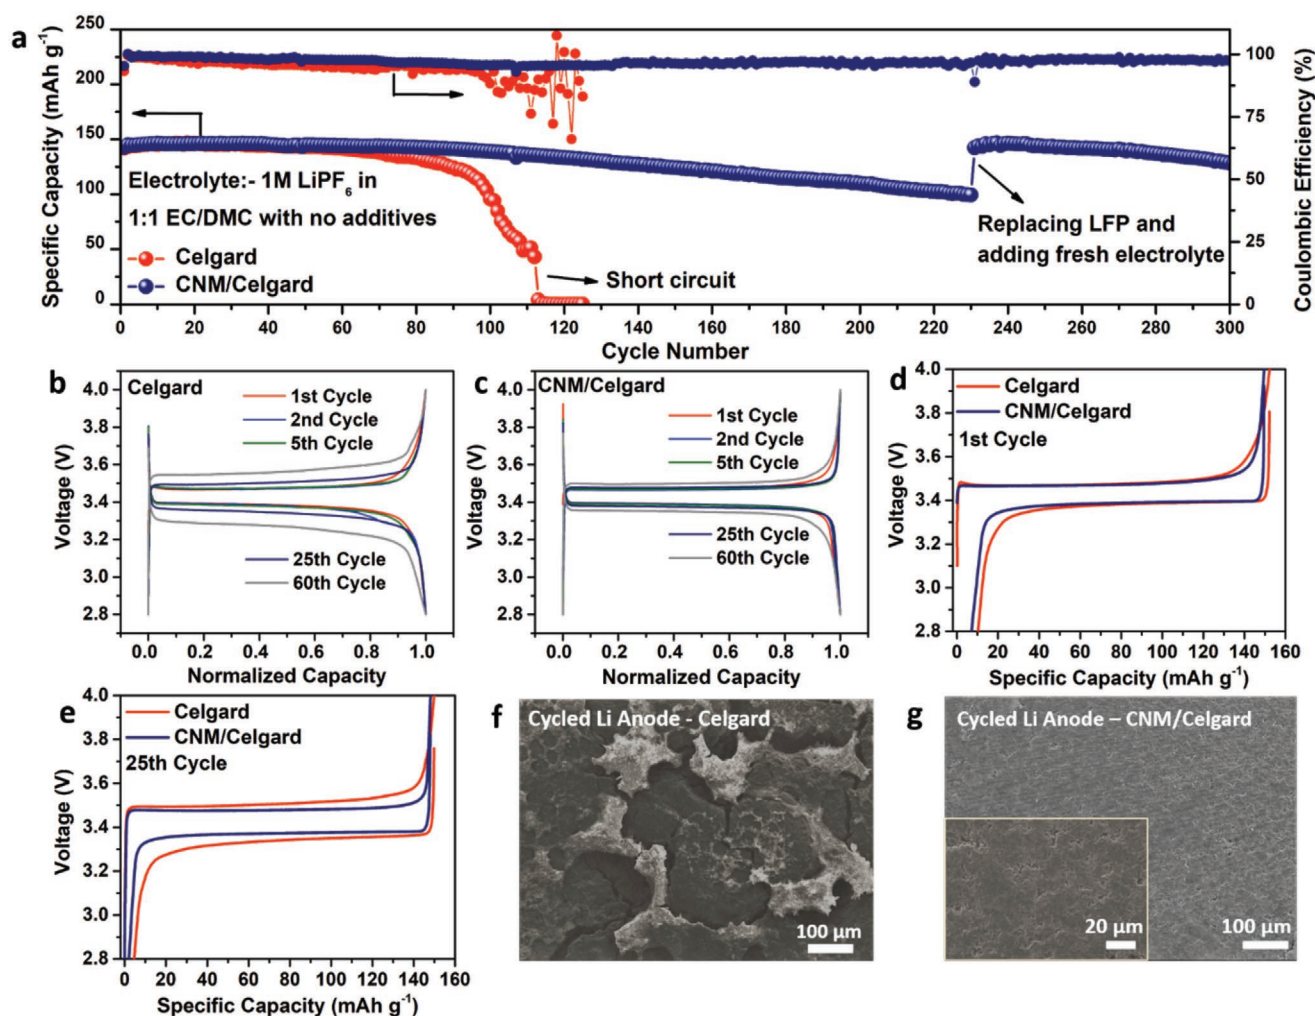 a
250
200
150
100
50
0
Specific Capacity (mAh g-1)
100
75
50
25
0
Coulombic Efficiency (%)
Electrolyte:- 1M LiPF6 in
1:1 EC/DMC with no additives
Celgard
CNM/Celgard
Short circuit
Replacing LFP and
adding fresh electrolyte
0 20 40 60 80 100 120 140 160 180 200 220 240 260 280 300
Cycle Number
b
Celgard
1st Cycle
2nd Cycle
5th Cycle
25th Cycle
60th Cycle
4.0
3.8
3.6
3.4
3.2
3.0
2.8
Voltage (V)
0.0 0.2 0.4 0.6 0.8 1.0
Normalized Capacity
c
CNM/Celgard
1st Cycle
2nd Cycle
5th Cycle
25th Cycle
60th Cycle
4.0
3.8
3.6
3.4
3.2
3.0
2.8
Voltage (V)
0.0 0.2 0.4 0.6 0.8 1.0
Normalized Capacity
d
Celgard
CNM/Celgard
1st Cycle
4.0
3.8
3.6
3.4
3.2
3.0
2.8
Voltage (V)
0 20 40 60 80 100 120 140 160
Specific Capacity (mAh g-1)
e
Celgard
CNM/Celgard
25th Cycle
4.0
3.8
3.6
3.4
3.2
3.0
2.8
Voltage (V)
0 20 40 60 80 100 120 140 160
Specific Capacity (mAh g-1)
f
Cycled Li Anode - Celgard
100 μm
g
Cycled Li Anode – CNM/Celgard
20 μm
100 μm